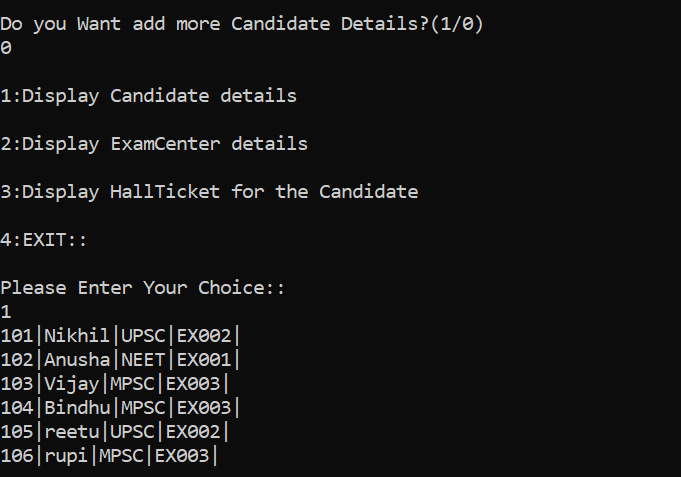 Do you Want add more Candidate Details?(1/0)
0
1:Display Candidate details
2:Display ExamCenter details
3:Display HallTicket for the Candidate
4:EXIT::
Please Enter Your Choice::
1
101|Nikhil|UPSC|EX002|
102|Anusha|NEET|EX001|
103|Vijay|MPSC|EX003|
104|Bindhu|MPSC|EX003|
105|reetu|UPSC|EX002|
106|rupi|MPSC|EX003|